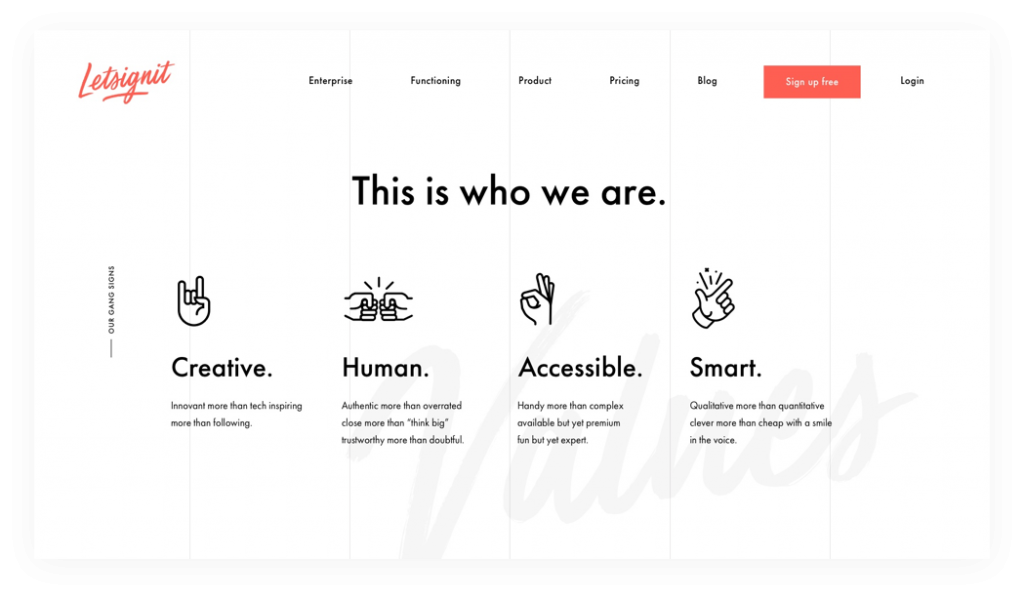 Letsignit
Enterprise
Functioning
Product
Pricing
Blog
Sign up free
Login
This is who we are.
OUR GANG SIGNS
Creative.
Innovant more than tech inspiring
more than following.
Human.
Authentic more than overrated
close more than “think big”
trustworthy more than doubtful.
Accessible.
Handy more than complex
available but yet premium
fun but yet expert.
Smart.
Qualitative more than quantitative
clever more than cheap with a smile
in the voice.
Values